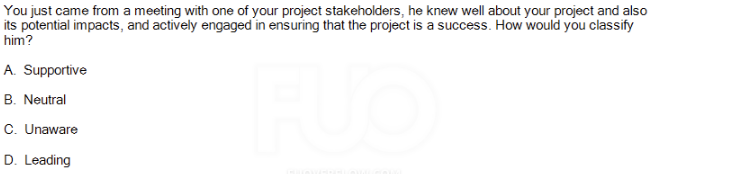 You just came from a meeting with one of your project stakeholders, he knew well about your project and also
its potential impacts, and actively engaged in ensuring that the project is a success. How would you classify
him?
A. Supportive
B. Neutral
C. Unaware
D. Leading
FUO